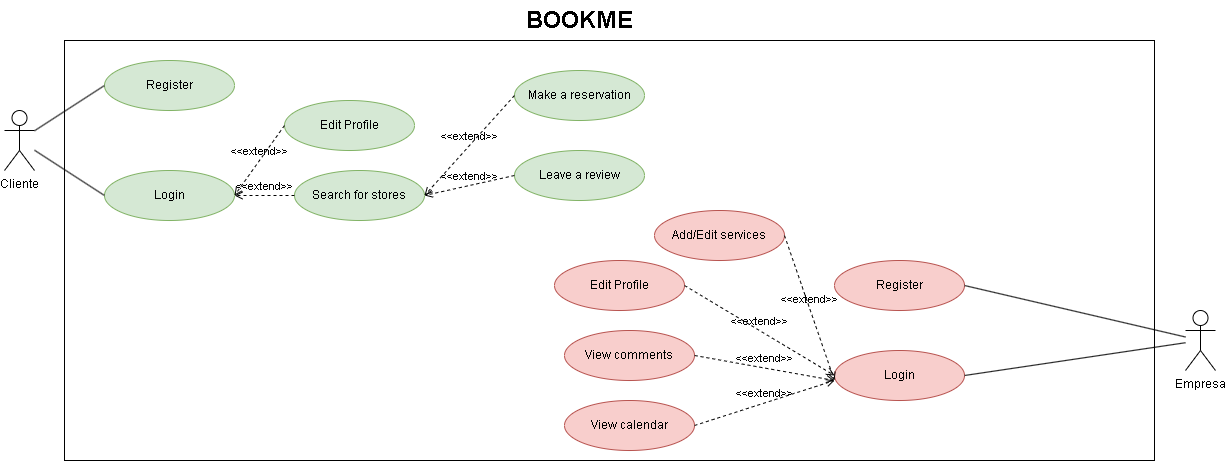 BOOKME
Register
Make a reservation
Edit Profile
<<extend>>
<<extend>>
Cliente
Login
<<extend>>
Search for stores
<<extend>>
Leave a review
Add/Edit services
Edit Profile
Register
<<extend>>
<<extend>>
View comments
<<extend>>
Login
Empresa
<<extend>>
View calendar